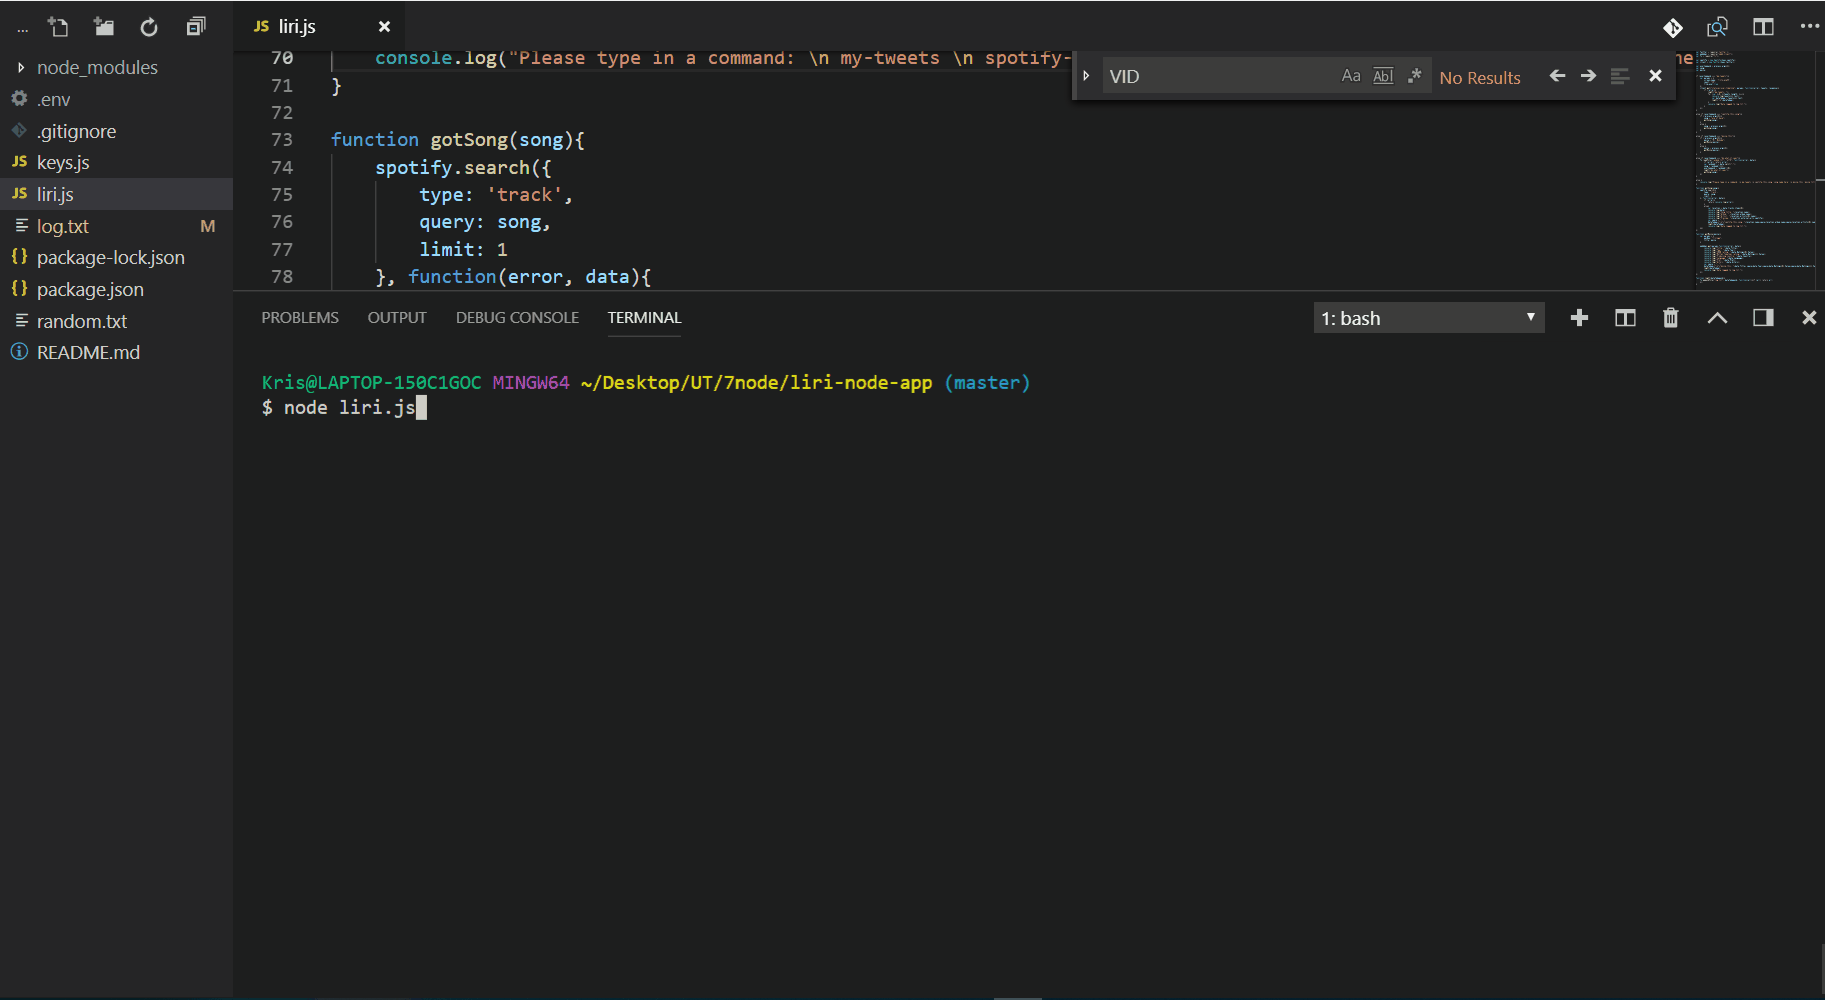 ...
JS liri.js
node_modules
.env
.gitignore
JS keys.js
JS liri.js
log.txt M
{} package-lock.json
{} package.json
random.txt
README.md
70 console.log("Please type in a command: \n my-tweets \n spotify-
71 }
72
73 function gotSong(song){
74 spotify.search({
75 type: 'track',
76 query: song,
77 limit: 1
78 }, function(error, data){
VID Aa Abl .* No Results
PROBLEMS OUTPUT DEBUG CONSOLE TERMINAL 1: bash
Kris@LAPTOP-150C1GOC MINGW64 ~/Desktop/UT/7node/liri-node-app (master)
$ node liri.js